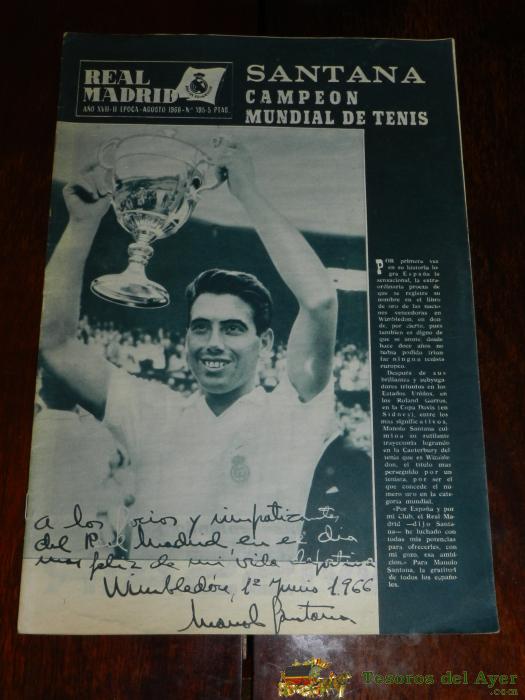 REAL
MADRID
AÑO XVII-II EPOCA-AGOSTO 1966-Nº 195-5 PTAS.
SANTANA
CAMPEON
MUNDIAL DE TENIS
POR primera vez
en su historia lo-
gra España la
sensacional, la extra-
ordinaria proeza de
que se registre su
nombre en el libro
de oro de las nacio-
nes vencedoras en
Wimbledon, en don-
de, por cierto, pues
también es digno de
que se anote, desde
hace doce años no
había podido triun-
far ningún tenista
europeo.
Después de sus
brillantes y subyuga-
dores triunfos en los
Estados Unidos, en
los Roland Garros,
en la Copa Davis (en
Sidney), entre los
más significativos,
Manolo Santana cul-
mina su rutilante
trayectoria logrando
en la Canterbury del
tenis que es Wimble-
don, el título más
perseguido por un
tenista, por ser el
que concede el nú-
mero uno en la cate-
goría mundial.
«Por España y por
mi Club, el Real Ma-
drid —dijo Santa-
na— he luchado con
todas mis potencias
para ofrecerles, con
mi gozo, esa ambi-
ción.» Para Manolo
Santana, la gratitud
de todos los españo-
les.
a los socios y simpatizantes
del Real Madrid, en el día
mas feliz de mi vida deportiva
Wimbledon, 1º Junio 1966
Manolo Santana
Tesoros del Ayer
.com